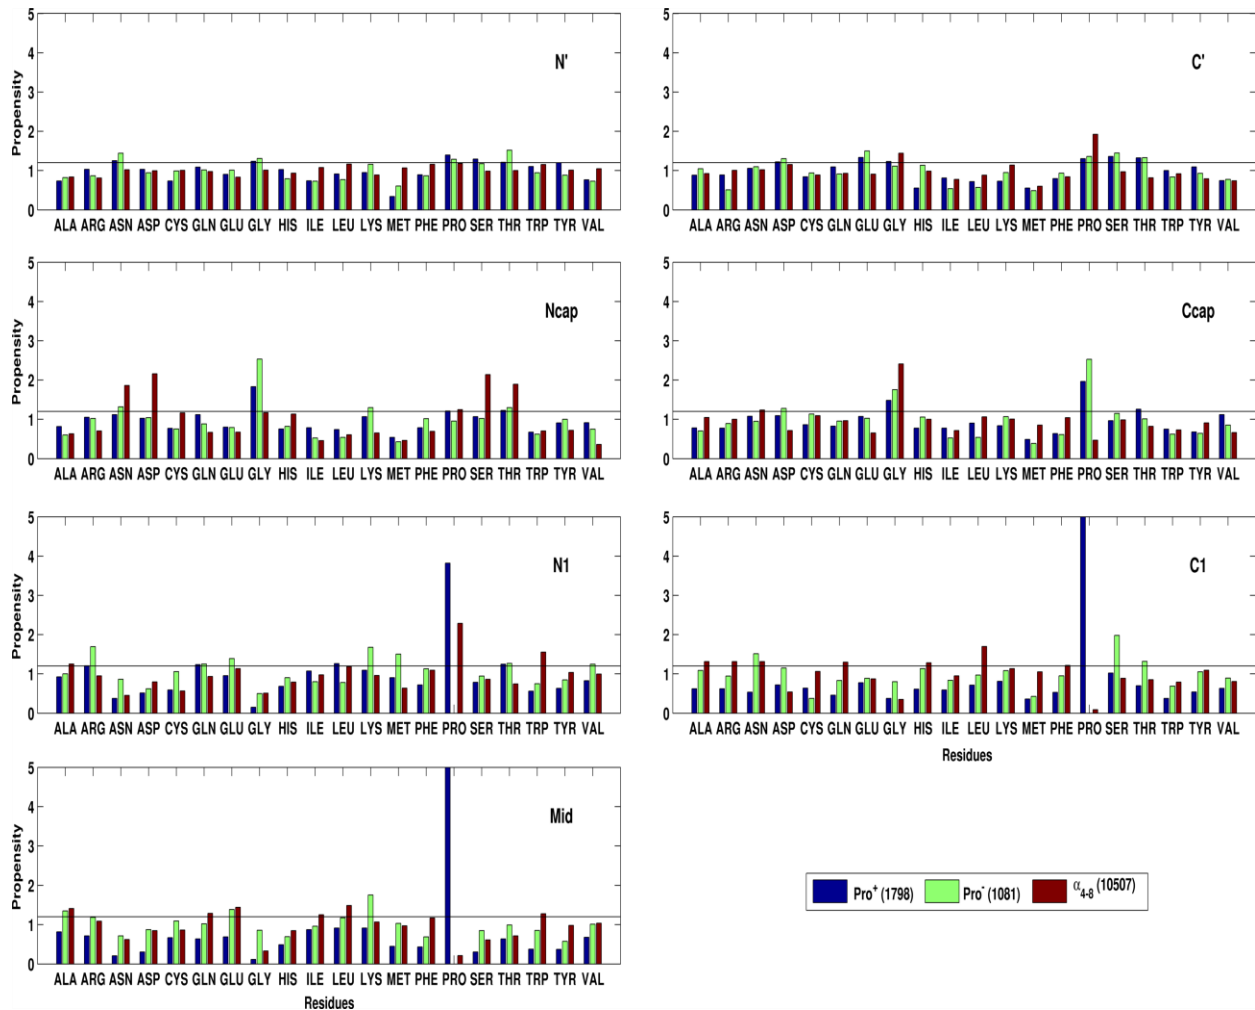 5
4
3
2
1
0
Propensity
N'
ALA ARG ASN ASP CYS GLN GLU GLY HIS ILE LEU LYS MET PHE PRO SER THR TRP TYR VAL
5
4
3
2
1
0
Propensity
C'
ALA ARG ASN ASP CYS GLN GLU GLY HIS ILE LEU LYS MET PHE PRO SER THR TRP TYR VAL
5
4
3
2
1
0
Propensity
Ncap
ALA ARG ASN ASP CYS GLN GLU GLY HIS ILE LEU LYS MET PHE PRO SER THR TRP TYR VAL
5
4
3
2
1
0
Propensity
Ccap
ALA ARG ASN ASP CYS GLN GLU GLY HIS ILE LEU LYS MET PHE PRO SER THR TRP TYR VAL
5
4
3
2
1
0
Propensity
N1
ALA ARG ASN ASP CYS GLN GLU GLY HIS ILE LEU LYS MET PHE PRO SER THR TRP TYR VAL
5
4
3
2
1
0
Propensity
C1
ALA ARG ASN ASP CYS GLN GLU GLY HIS ILE LEU LYS MET PHE PRO SER THR TRP TYR VAL
Residues
5
4
3
2
1
0
Propensity
Mid
ALA ARG ASN ASP CYS GLN GLU GLY HIS ILE LEU LYS MET PHE PRO SER THR TRP TYR VAL
Residues
Pro⁺ (1798) Pro⁻ (1081) α₄₋₈ (10507)